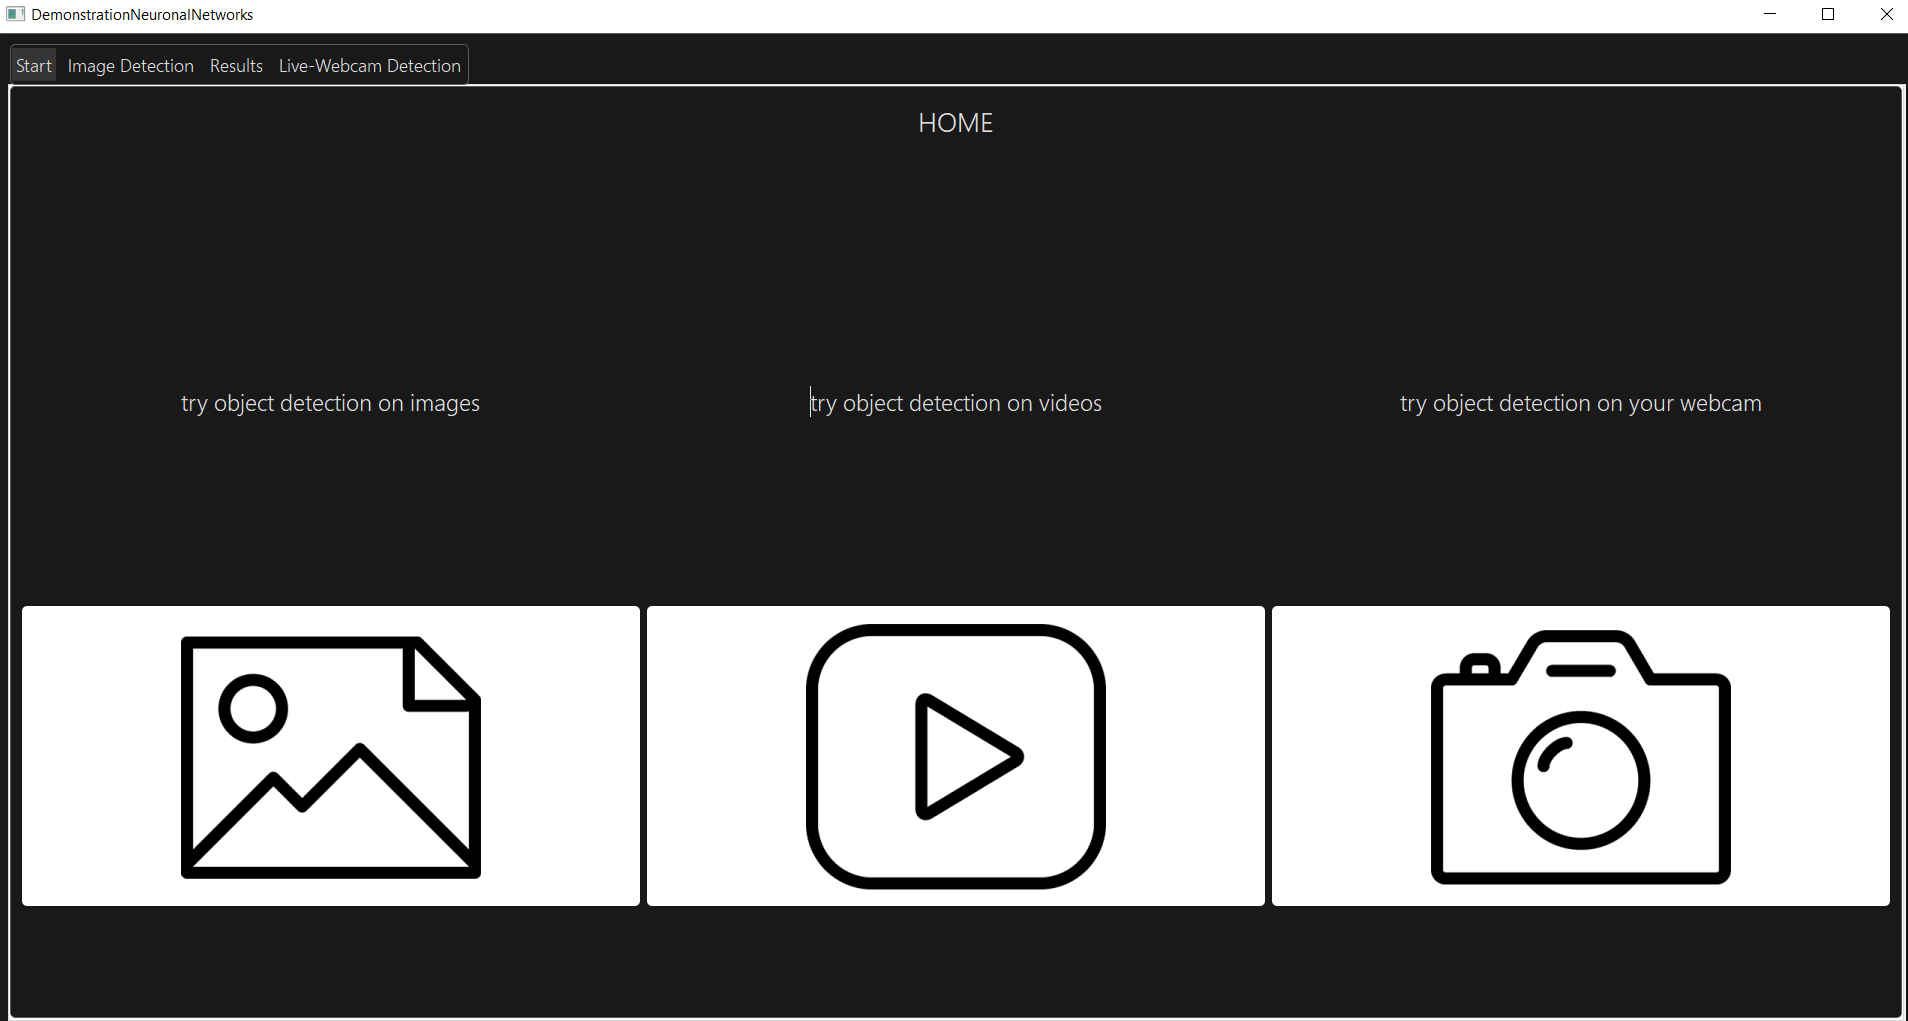 DemonstrationNeuronalNetworks
Start Image Detection Results Live-Webcam Detection
HOME
try object detection on images
try object detection on videos
try object detection on your webcam